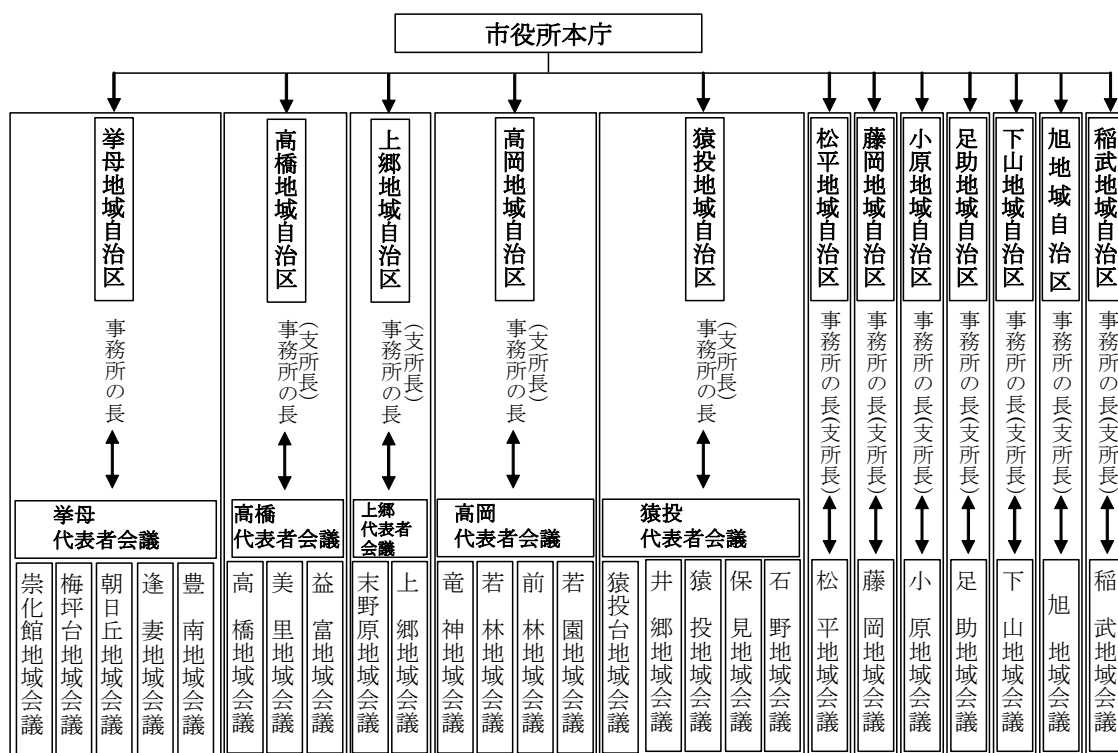 市役所本庁
挙母地域自治区
高橋地域自治区
上郷地域自治区
高岡地域自治区
猿投地域自治区
松平地域自治区
藤岡地域自治区
小原地域自治区
足助地域自治区
下山地域自治区
旭地域自治区
稲武地域自治区
事務所の長
(支所長)
事務所の長
(支所長)
事務所の長
(支所長)
事務所の長
(支所長)
事務所の長
事務所の長(支所長)
事務所の長(支所長)
事務所の長(支所長)
事務所の長(支所長)
事務所の長(支所長)
事務所の長(支所長)
事務所の長(支所長)
挙母
代表者会議
高橋
代表者会議
上郷
代表者
会議
高岡
代表者会議
猿投
代表者会議
崇化館地域会議
梅坪台地域会議
朝日丘地域会議
逢 妻地域会議
豊 南地域会議
高 橋地域会議
美 里地域会議
益 富地域会議
末野原地域会議
上 郷地域会議
竜 神地域会議
若 林地域会議
前 林地域会議
若 園地域会議
猿投台地域会議
井 郷地域会議
猿 投地域会議
保 見地域会議
石 野地域会議
松 平地域会議
藤 岡地域会議
小 原地域会議
足 助地域会議
下 山地域会議
旭 地域会議
稲 武地域会議